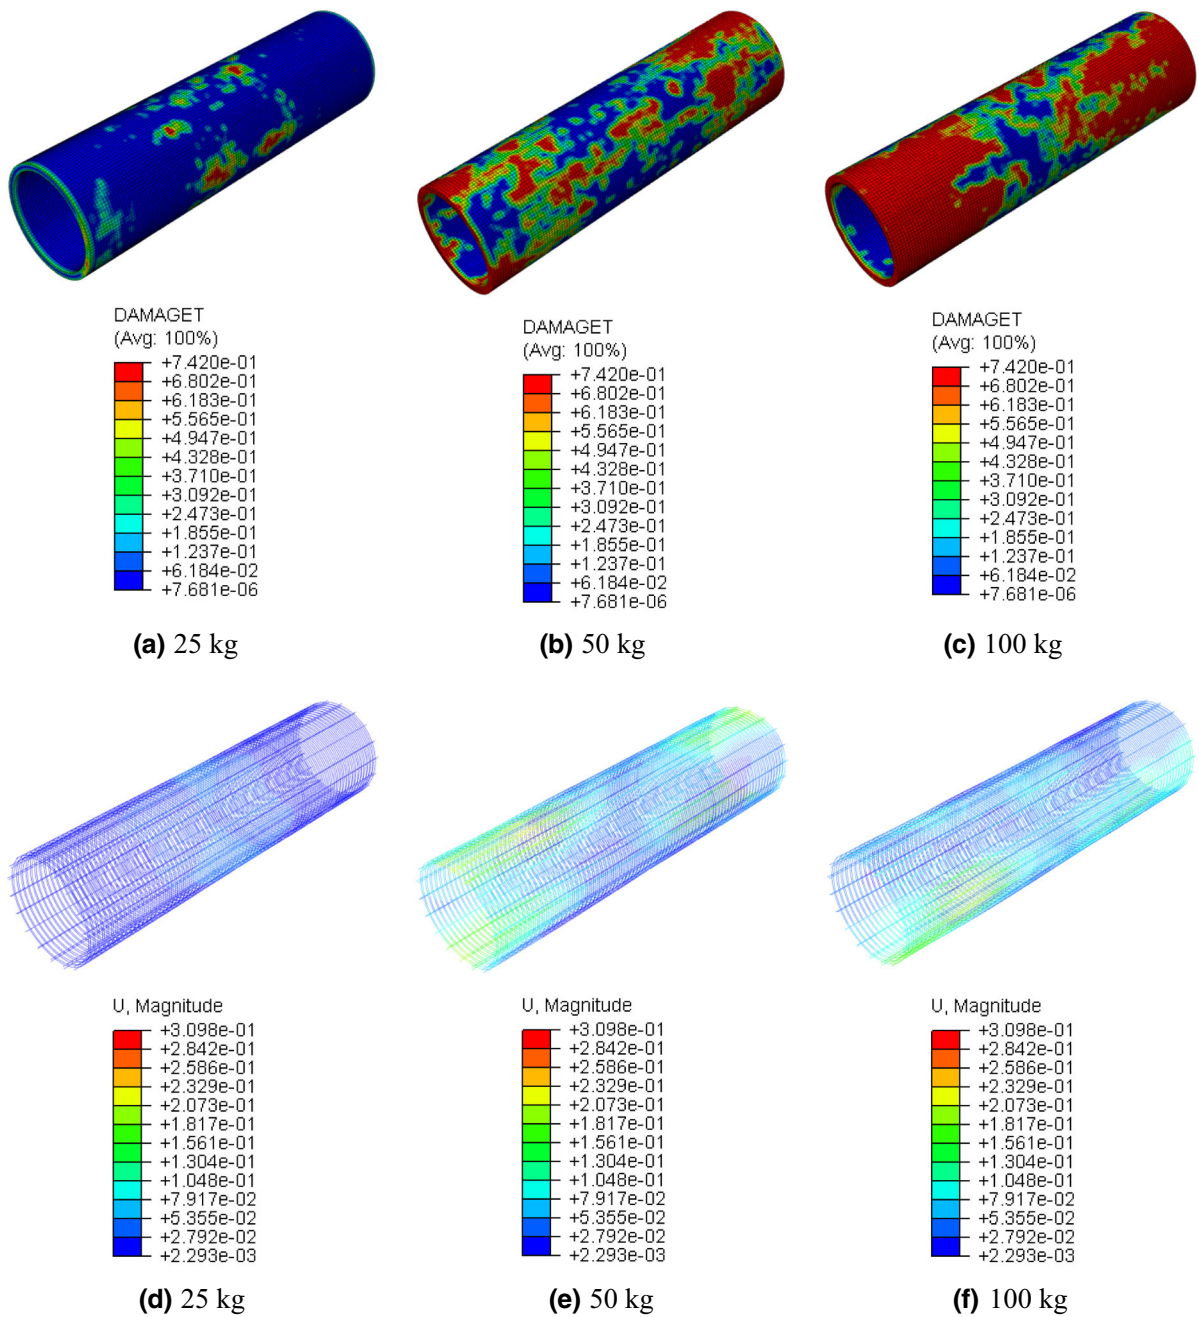 DAMAGET
(Avg: 100%)
+7.420e-01
+6.802e-01
+6.183e-01
+5.565e-01
+4.947e-01
+4.328e-01
+3.710e-01
+3.092e-01
+2.473e-01
+1.855e-01
+1.237e-01
+6.184e-02
+7.681e-06
(a) 25 kg
DAMAGET
(Avg: 100%)
+7.420e-01
+6.802e-01
+6.183e-01
+5.565e-01
+4.947e-01
+4.328e-01
+3.710e-01
+3.092e-01
+2.473e-01
+1.855e-01
+1.237e-01
+6.184e-02
+7.681e-06
(b) 50 kg
DAMAGET
(Avg: 100%)
+7.420e-01
+6.802e-01
+6.183e-01
+5.565e-01
+4.947e-01
+4.328e-01
+3.710e-01
+3.092e-01
+2.473e-01
+1.855e-01
+1.237e-01
+6.184e-02
+7.681e-06
(c) 100 kg
U, Magnitude
+3.098e-01
+2.842e-01
+2.586e-01
+2.329e-01
+2.073e-01
+1.817e-01
+1.561e-01
+1.304e-01
+1.048e-01
+7.917e-02
+5.355e-02
+2.792e-02
+2.293e-03
(d) 25 kg
U, Magnitude
+3.098e-01
+2.842e-01
+2.586e-01
+2.329e-01
+2.073e-01
+1.817e-01
+1.561e-01
+1.304e-01
+1.048e-01
+7.917e-02
+5.355e-02
+2.792e-02
+2.293e-03
(e) 50 kg
U, Magnitude
+3.098e-01
+2.842e-01
+2.586e-01
+2.329e-01
+2.073e-01
+1.817e-01
+1.561e-01
+1.304e-01
+1.048e-01
+7.917e-02
+5.355e-02
+2.792e-02
+2.293e-03
(f) 100 kg